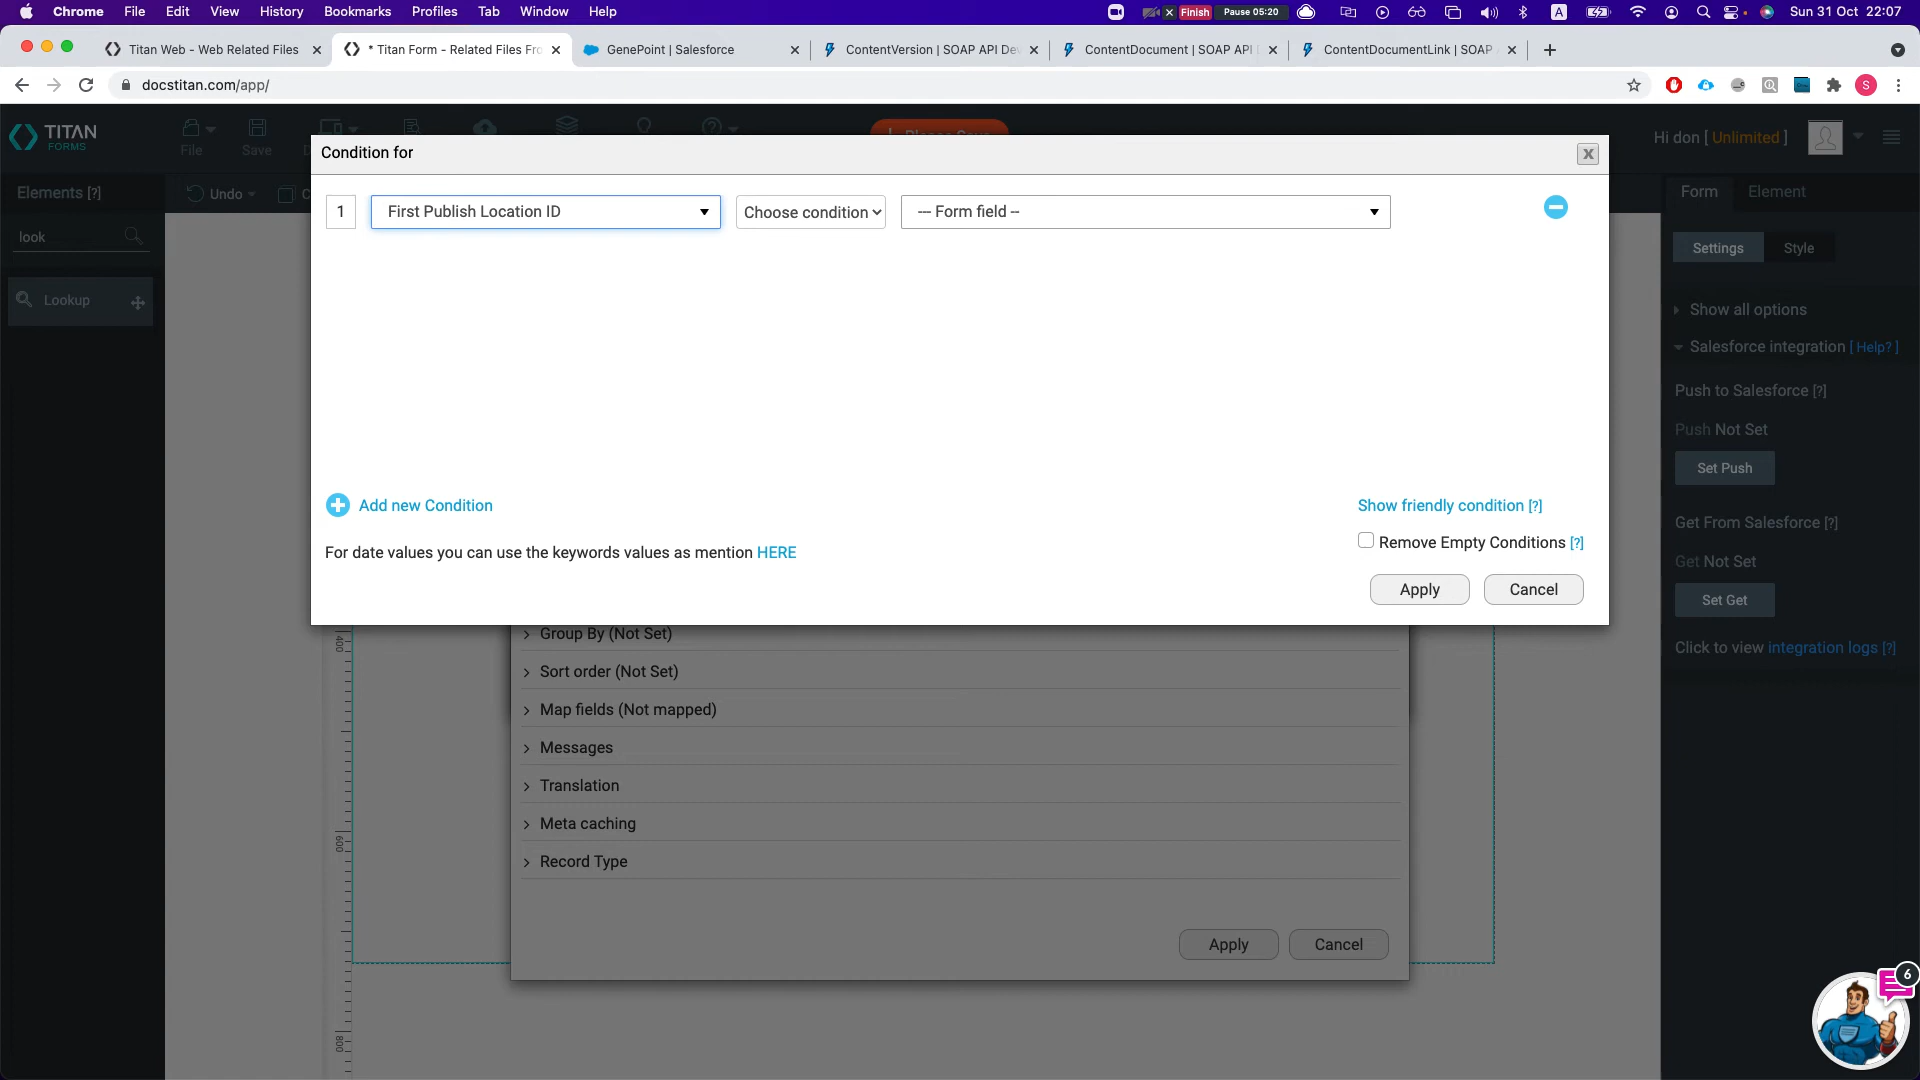 Chrome File Edit View History Bookmarks Profiles Tab Window Help Finish Pause 05:20 A Sun 31 Oct 22:07
Titan Web - Web Related Files
* Titan Form - Related Files Fro
GenePoint | Salesforce
ContentVersion | SOAP API Dev
ContentDocument | SOAP API
ContentDocumentLink | SOAP
docstitan.com/app/
S
TITAN
FORMS
File
Save
Please Save
Hi don [ Unlimited ]
Elements [?]
Undo
Form Element
look
Lookup
Settings Style
Show all options
Salesforce integration [ Help? ]
Push to Salesforce [?]
Push Not Set
Set Push
Get From Salesforce [?]
Get Not Set
Set Get
Click to view integration logs [?]
Condition for
X
1 First Publish Location ID Choose condition --- Form field --
Add new Condition
Show friendly condition [?]
For date values you can use the keywords values as mention HERE
Remove Empty Conditions [?]
Apply Cancel
Group By (Not Set)
Sort order (Not Set)
Map fields (Not mapped)
Messages
Translation
Meta caching
Record Type
Apply Cancel
400
600
800
6